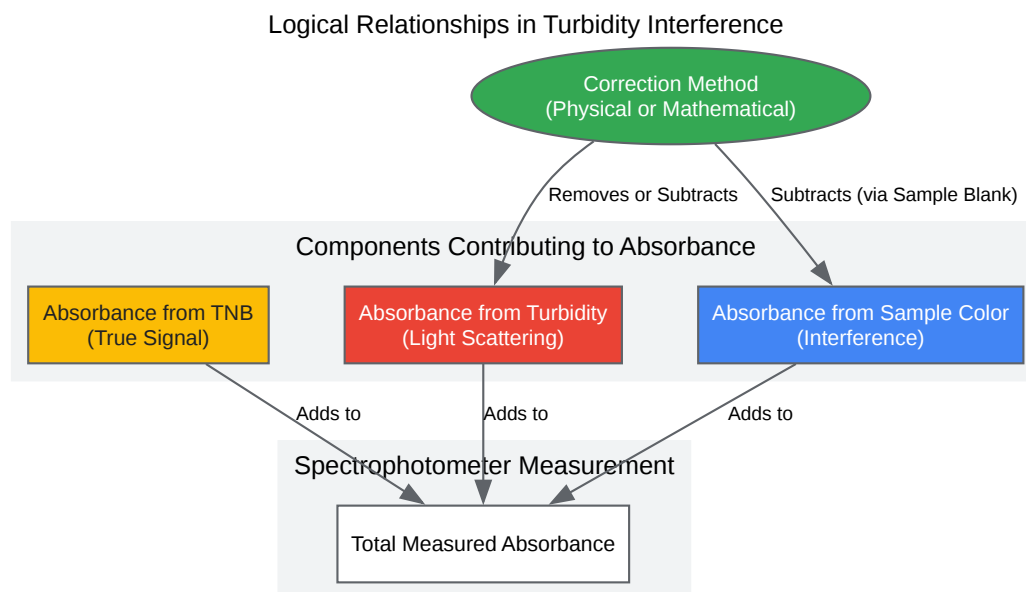 Logical Relationships in Turbidity Interference
Correction Method
(Physical or Mathematical)
Removes or Subtracts
Subtracts (via Sample Blank)
Components Contributing to Absorbance
Absorbance from TNB
(True Signal)
Absorbance from Turbidity
(Light Scattering)
Absorbance from Sample Color
(Interference)
Adds to
Adds to
Adds to
Spectrophotometer Measurement
Total Measured Absorbance